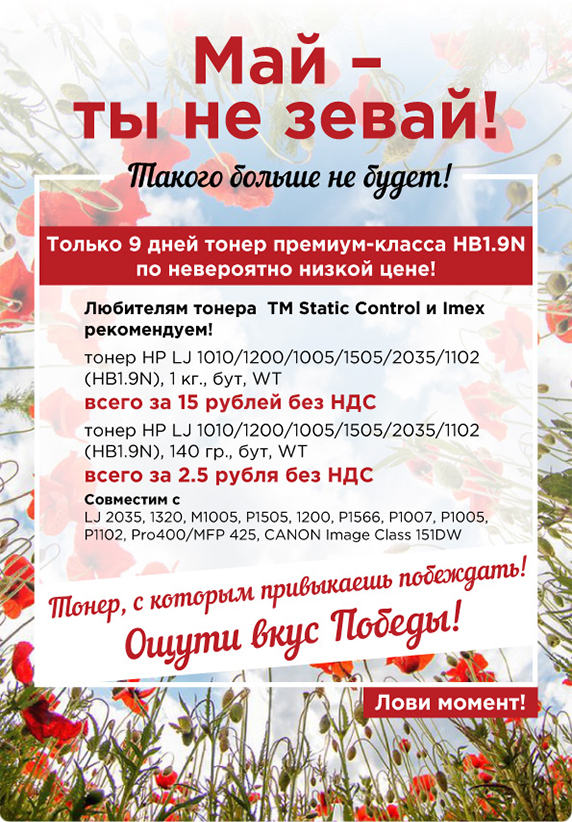 Май –
ты не зевай!
Такого больше не будет!
Только 9 дней тонер премиум-класса HB1.9N
по невероятно низкой цене!
Любителям тонера TM Static Control и Imex
рекомендуем!
тонер HP LJ 1010/1200/1005/1505/2035/1102
(HB1.9N), 1 кг., бут, WT
всего за 15 рублей без НДС
тонер HP LJ 1010/1200/1005/1505/2035/1102
(HB1.9N), 140 гр., бут, WT
всего за 2.5 рубля без НДС
Совместим с
LJ 2035, 1320, M1005, P1505, 1200, P1566, P1007, P1005,
P1102, Pro400/MFP 425, CANON Image Class 151DW
Тонер, с которым привыкаешь побеждать!
Ощути вкус Победы!
Лови момент!